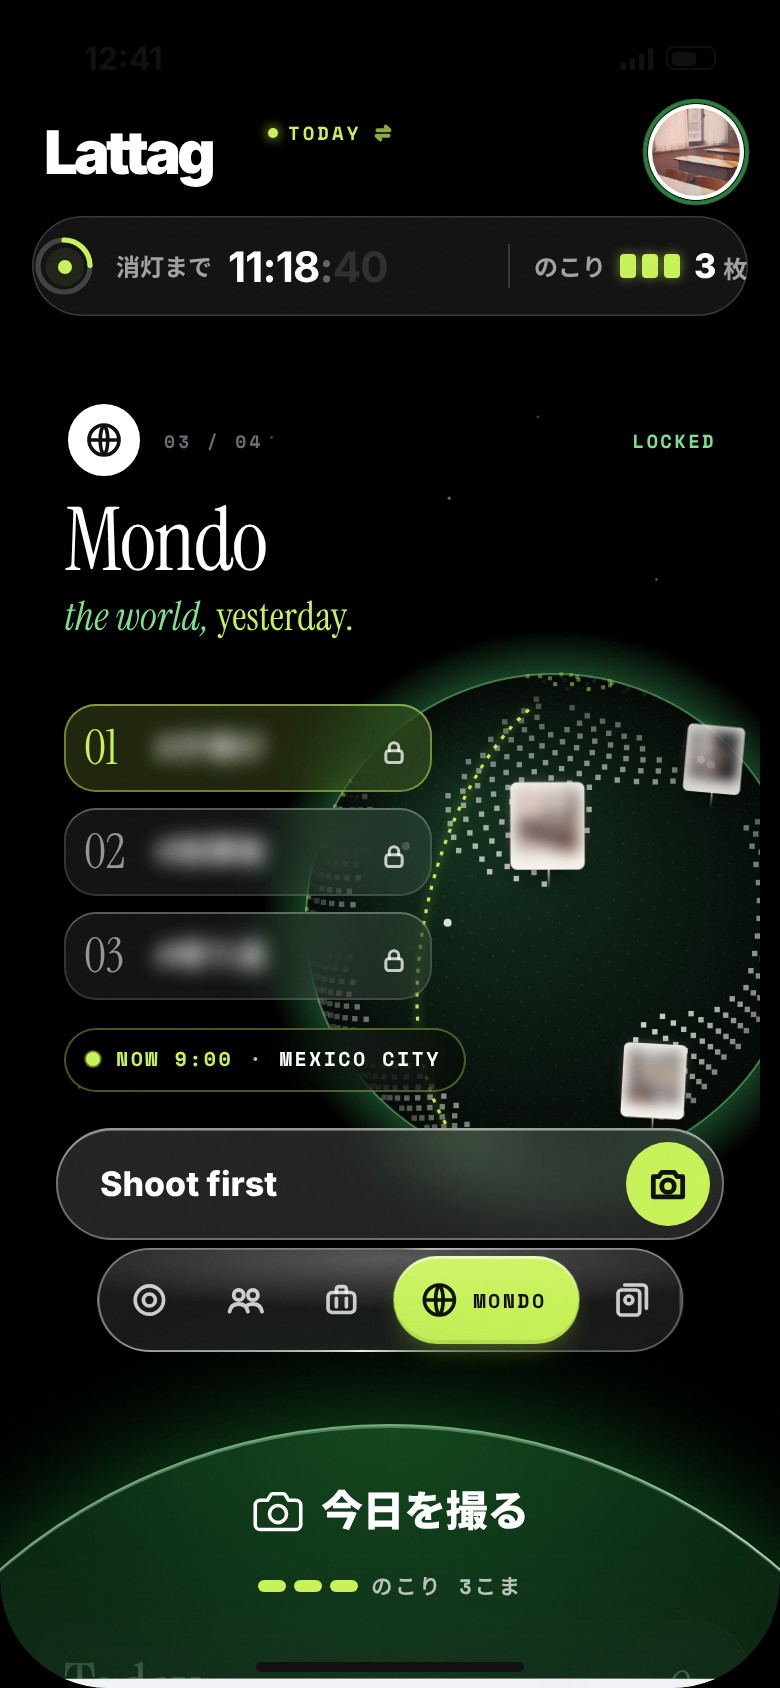 12:41
Lattag
TODAY
消灯まで 11:18:40
のこり 3 枚
03 / 04
LOCKED
Mondo
the world, yesterday.
01
02
03
NOW 9:00 · MEXICO CITY
Shoot first
MONDO
今日を撮る
のこり 3こま